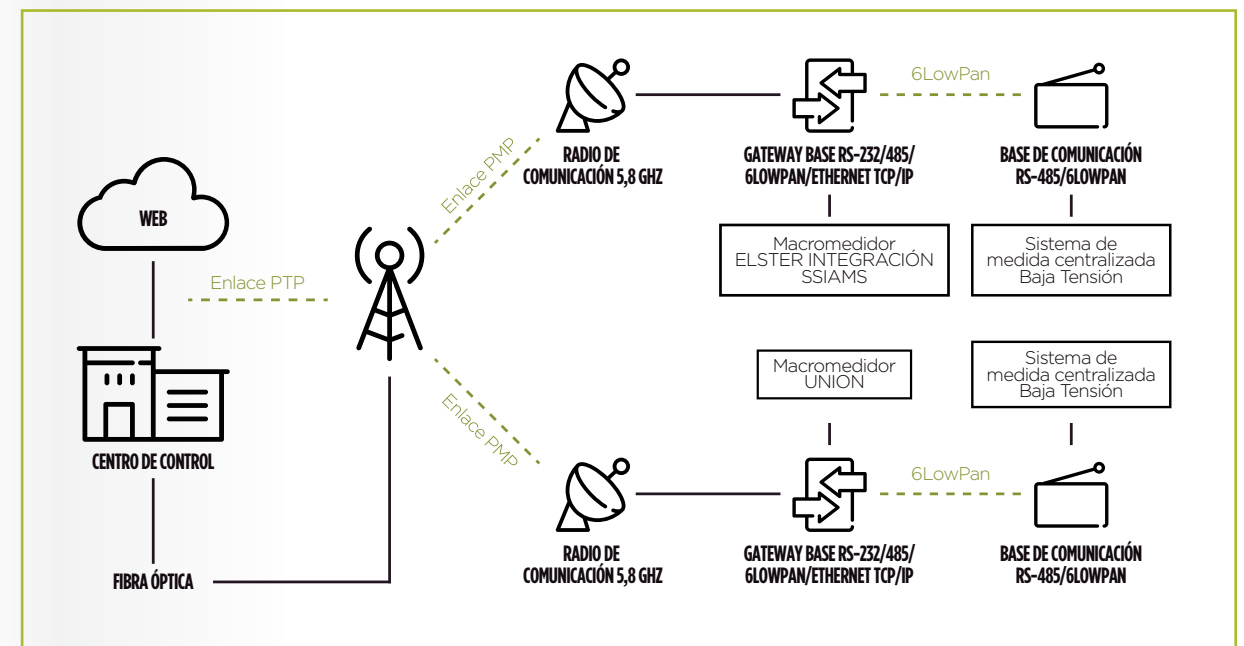 6LowPan
RADIO DE
COMUNICACIÓN 5,8 GHZ
GATEWAY BASE RS-232/485/
6LOWPAN/ETHERNET TCP/IP
BASE DE COMUNICACIÓN
RS-485/6LOWPAN
Enlace PMP
WEB
Macromedidor
ELSTER INTEGRACIÓN
SSIAMS
Sistema de
medida centralizada
Baja Tensión
Enlace PTP
Macromedidor
UNION
Sistema de
medida centralizada
Baja Tensión
Enlace PMP
CENTRO DE CONTROL
6LowPan
RADIO DE
COMUNICACIÓN 5,8 GHZ
GATEWAY BASE RS-232/485/
6LOWPAN/ETHERNET TCP/IP
BASE DE COMUNICACIÓN
RS-485/6LOWPAN
FIBRA ÓPTICA